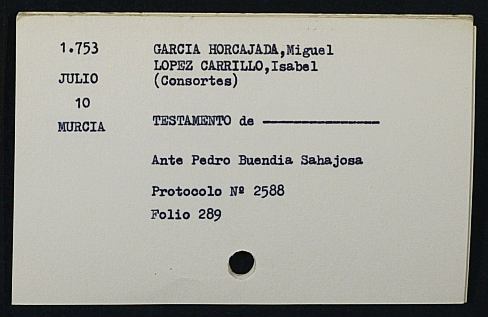 1.753
JULIO
10
MURCIA
GARCIA HORCAJADA,Miguel
LOPEZ CARRILLO,Isabel
(Consortes)
TESTAMENTO de ————————
Ante Pedro Buendia Sahajosa
Protocolo Nº 2588
Folio 289